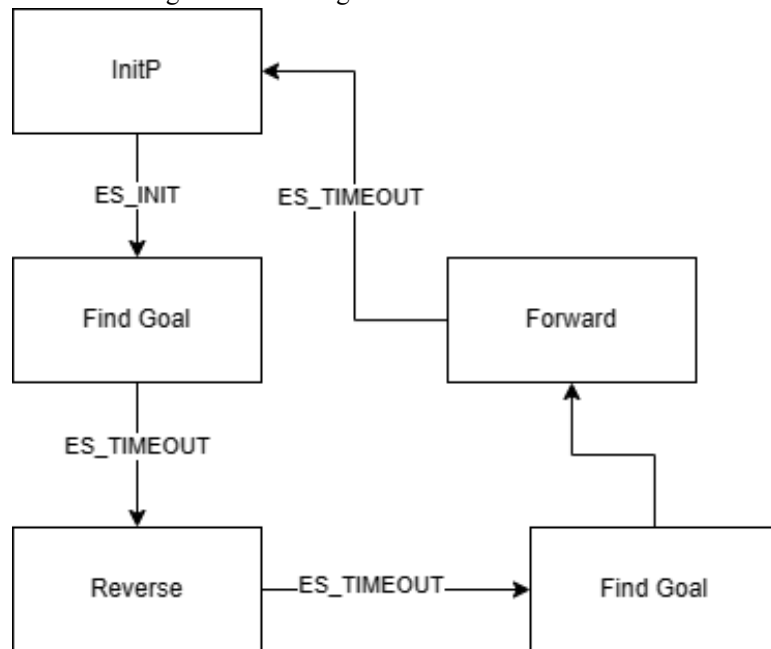 InitP
ES_INIT
ES_TIMEOUT
Find Goal
Forward
ES_TIMEOUT
Reverse
ES_TIMEOUT
Find Goal